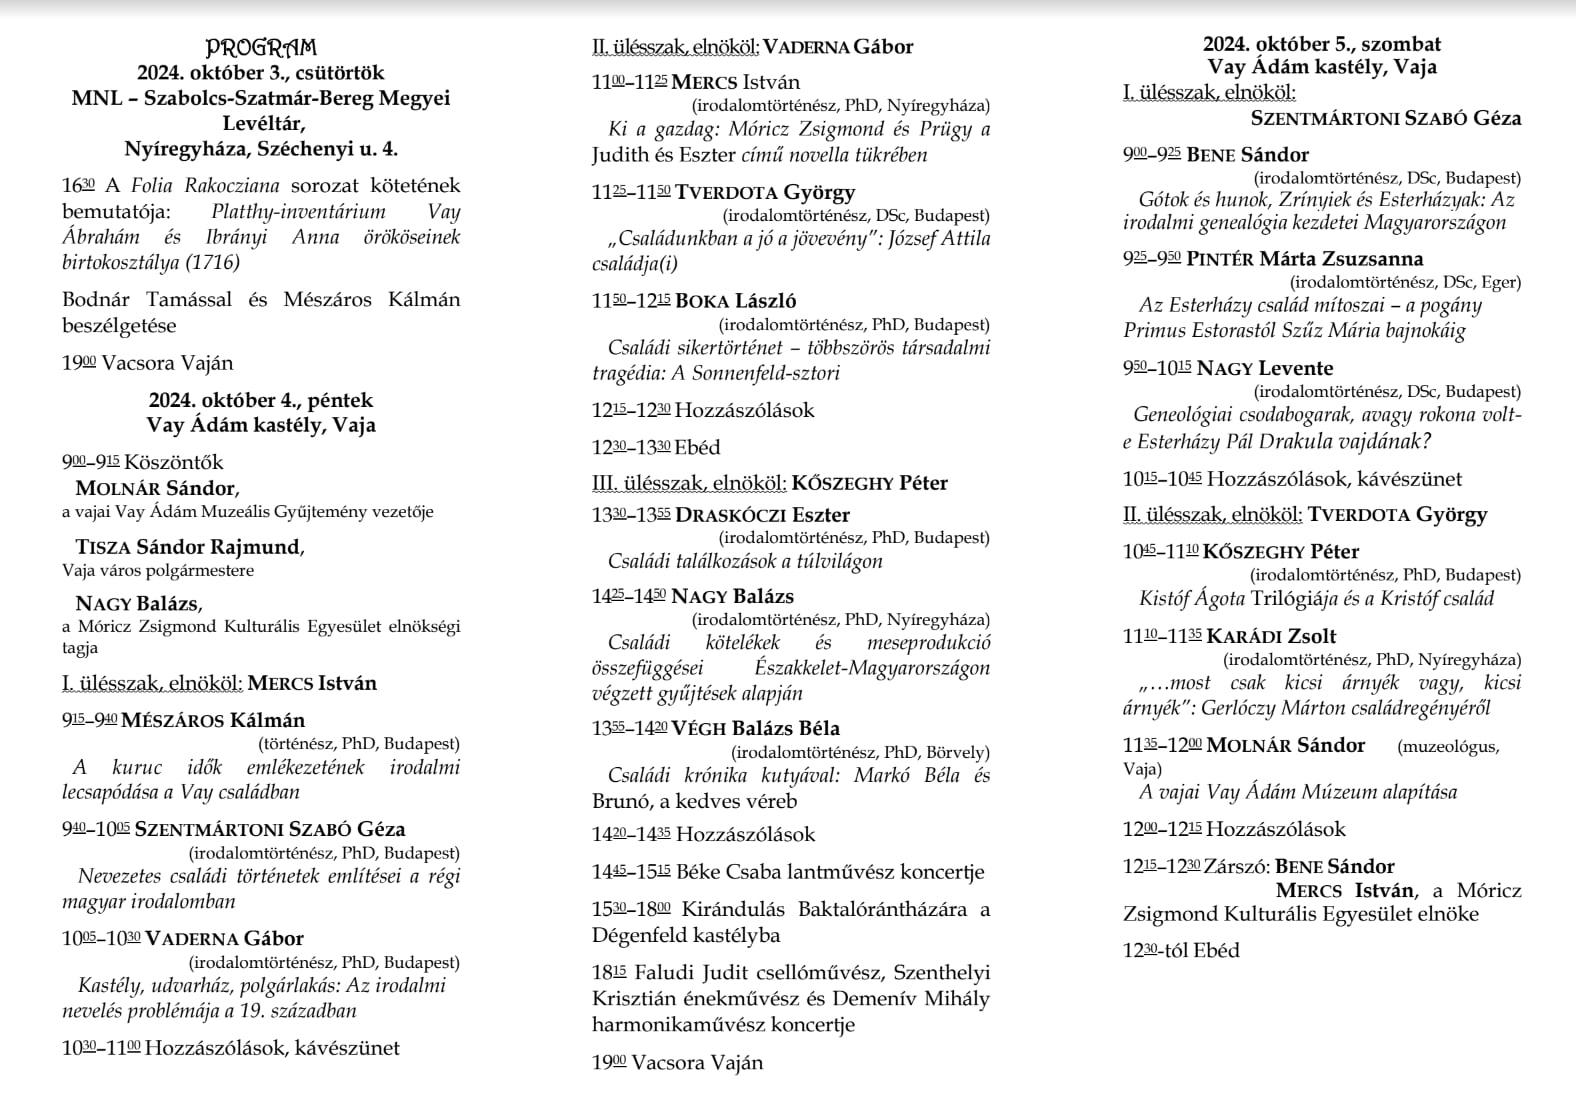 PROGRAM
2024. október 3., csütörtök
MNL – Szabolcs-Szatmár-Bereg Megyei
Levéltár,
Nyíregyháza, Széchenyi u. 4.
16³⁰ A Folia Rakocziana sorozat kötetének
bemutatója: Platthy-inventárium Vay
Ábrahám és Ibrányi Anna örököseinek
birtokosztálya (1716)
Bodnár Tamással és Mészáros Kálmán
beszélgetése
19⁰⁰ Vacsora Vaján
2024. október 4., péntek
Vay Ádám kastély, Vaja
9⁰⁰–9¹⁵ Köszöntők
MOLNÁR Sándor,
a vajai Vay Ádám Muzeális Gyűjtemény vezetője
TISZA Sándor Rajmund,
Vaja város polgármestere
NAGY Balázs,
a Móricz Zsigmond Kulturális Egyesület elnökségi
tagja
I. ülésszak, elnököl: MERCS István
9¹⁵–9⁴⁰ MÉSZÁROS Kálmán
(történész, PhD, Budapest)
A kuruc idők emlékezetének irodalmi
lecsapódása a Vay családban
9⁴⁰–10⁰⁵ SZENTMÁRTONI SZABÓ Géza
(irodalomtörténész, PhD, Budapest)
Nevezetes családi történetek említései a régi
magyar irodalomban
10⁰⁵–10³⁰ VADERNA Gábor
(irodalomtörténész, PhD, Budapest)
Kastély, udvarház, polgárlakás: Az irodalmi
nevelés problémája a 19. században
10³⁰–11⁰⁰ Hozzászólások, kávészünet
II. ülésszak, elnököl: VADERNA Gábor
11⁰⁰–11²⁵ MERCS István
(irodalomtörténész, PhD, Nyíregyháza)
Ki a gazdag: Móricz Zsigmond és Prügy a
Judith és Eszter című novella tükrében
11²⁵–11⁵⁰ TVERDOTA György
(irodalomtörténész, DSc, Budapest)
„Családunkban a jó a jövevény”: József Attila
családja(i)
11⁵⁰–12¹⁵ BOKA László
(irodalomtörténész, PhD, Budapest)
Családi sikertörténet – többszörös társadalmi
tragédia: A Sonnenfeld-sztori
12¹⁵–12³⁰ Hozzászólások
12³⁰–13³⁰ Ebéd
III. ülésszak, elnököl: KŐSZEGHY Péter
13³⁰–13⁵⁵ DRASKÓCZI Eszter
(irodalomtörténész, PhD, Budapest)
Családi találkozások a túlvilágon
14²⁵–14⁵⁰ NAGY Balázs
(irodalomtörténész, PhD, Nyíregyháza)
Családi kötelékek és meseprodukció
összefüggései Északkelet-Magyarországon
végzett gyűjtések alapján
13⁵⁵–14²⁰ VÉGH Balázs Béla
(irodalomtörténész, PhD, Börvely)
Családi krónika kutyával: Markó Béla és
Brunó, a kedves véreb
14²⁰–14³⁵ Hozzászólások
14⁴⁵–15¹⁵ Béke Csaba lantművész koncertje
15³⁰–18⁰⁰ Kirándulás Baktalórántházára a
Dégenfeld kastélyba
18¹⁵ Faludi Judit csellóművész, Szenthelyi
Krisztián énekművész és Demenív Mihály
harmonikaművész koncertje
19⁰⁰ Vacsora Vaján
2024. október 5., szombat
Vay Ádám kastély, Vaja
I. ülésszak, elnököl:
SZENTMÁRTONI SZABÓ Géza
9⁰⁰–9²⁵ BENE Sándor
(irodalomtörténész, DSc, Budapest)
Gótok és hunok, Zrínyiek és Esterházyak: Az
irodalmi genealógia kezdetei Magyarországon
9²⁵–9⁵⁰ PINTÉR Márta Zsuzsanna
(irodalomtörténész, DSc, Eger)
Az Esterházy család mítoszai – a pogány
Primus Estorastól Szűz Mária bajnokáig
9⁵⁰–10¹⁵ NAGY Levente
(irodalomtörténész, DSc, Budapest)
Geneológiai csodabogarak, avagy rokona volt-
e Esterházy Pál Drakula vajdának?
10¹⁵–10⁴⁵ Hozzászólások, kávészünet
II. ülésszak, elnököl: TVERDOTA György
10⁴⁵–11¹⁰ KŐSZEGHY Péter
(irodalomtörténész, PhD, Budapest)
Kistóf Ágota Trilógiája és a Kristóf család
11¹⁰–11³⁵ KARÁDI Zsolt
(irodalomtörténész, PhD, Nyíregyháza)
„…most csak kicsi árnyék vagy, kicsi
árnyék”: Gerlóczy Márton családregényéről
11³⁵–12⁰⁰ MOLNÁR Sándor (muzeológus,
Vaja)
A vajai Vay Ádám Múzeum alapítása
12⁰⁰–12¹⁵ Hozzászólások
12¹⁵–12³⁰ Zárszó: BENE Sándor
MERCS István, a Móricz
Zsigmond Kulturális Egyesület elnöke
12³⁰-tól Ebéd